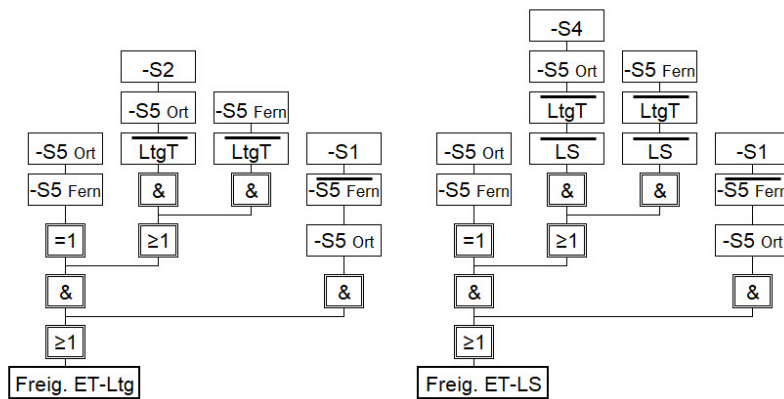 -S4
-S2 -S5 Ort -S5 Fern
-S5 Ort -S5 Fern LtgT LtgT
-S5 Ort LtgT LtgT -S1 -S5 Ort LS LS -S1
-S5 Fern & & -S5 Fern -S5 Fern & & -S5 Fern
=1 ≥1 -S5 Ort =1 ≥1 -S5 Ort
& & & &
≥1 ≥1
Freig. ET-Ltg Freig. ET-LS